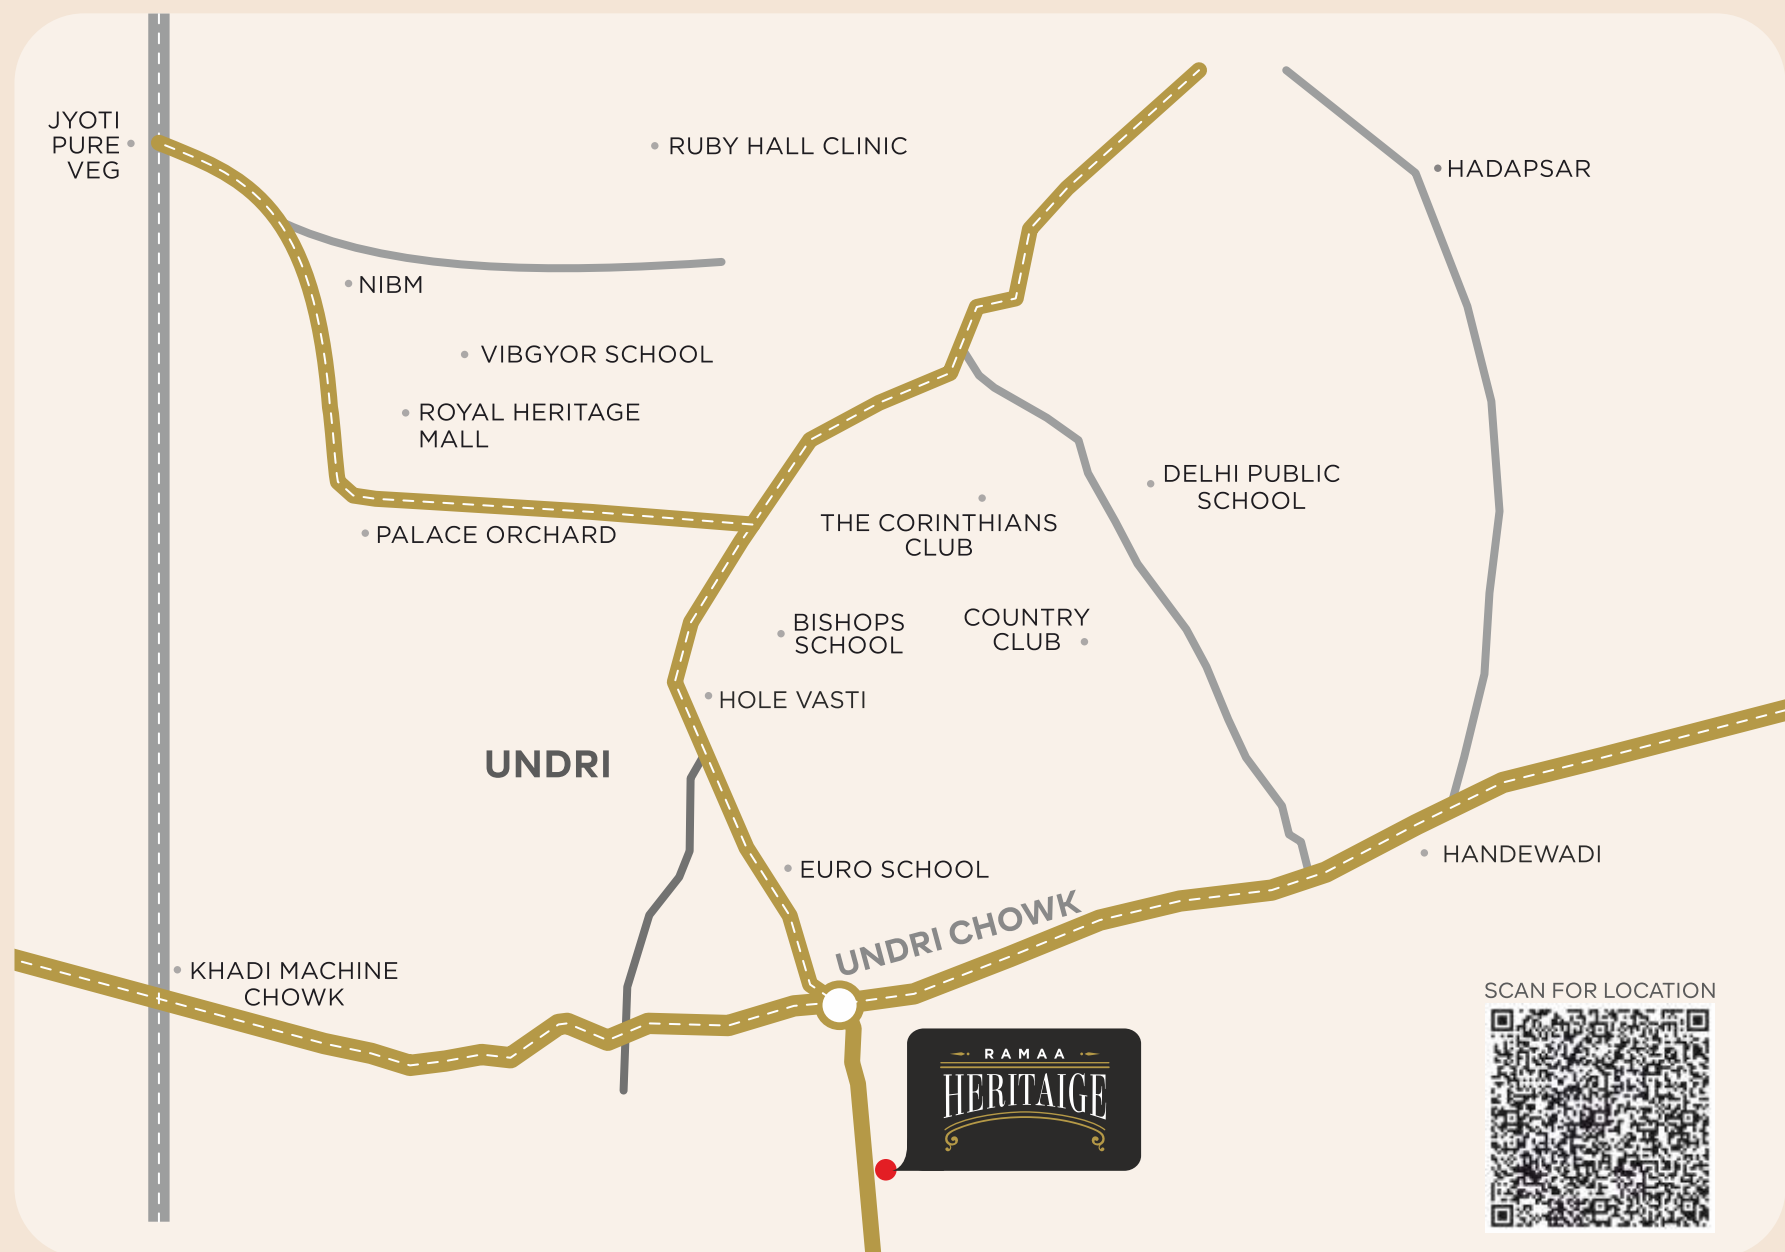 JYOTI
PURE
VEG
RUBY HALL CLINIC
HADAPSAR
NIBM
VIBGYOR SCHOOL
ROYAL HERITAGE
MALL
DELHI PUBLIC
SCHOOL
THE CORINTHIANS
CLUB
PALACE ORCHARD
BISHOPS
SCHOOL
COUNTRY
CLUB
HOLE VASTI
UNDRI
EURO SCHOOL
HANDEWADI
UNDRI CHOWK
KHADI MACHINE
CHOWK
SCAN FOR LOCATION
RAMAA
HERITAIGE